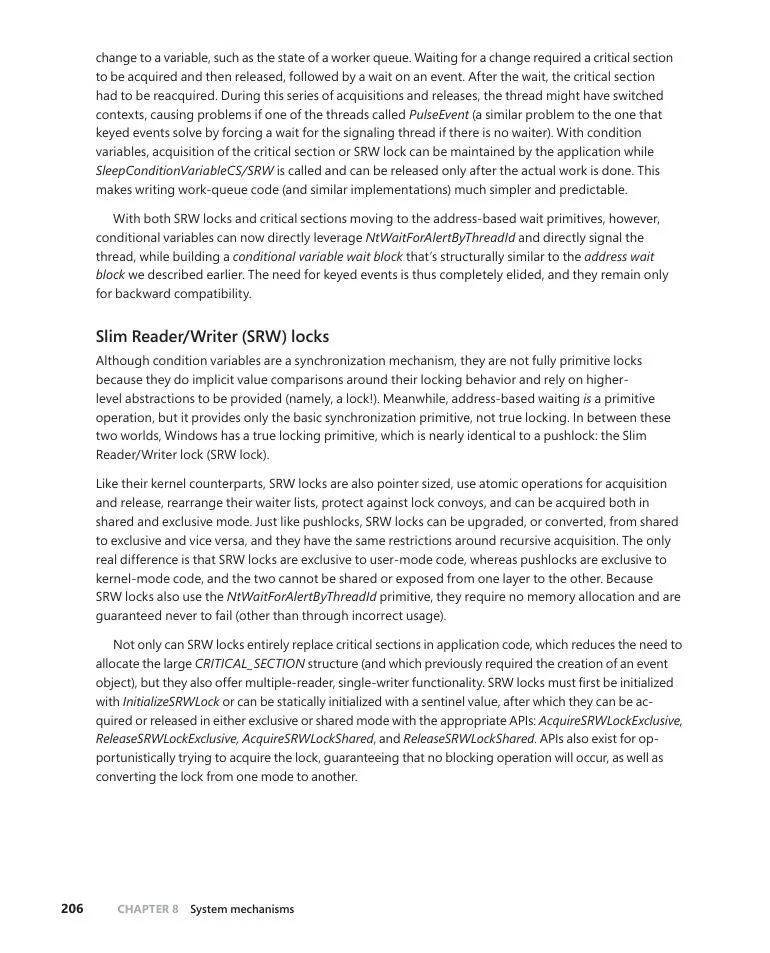 change to a variable, such as the state of a worker queue. Waiting for a change required a critical section
to be acquired and then released, followed by a wait on an event. After the wait, the critical section
had to be reacquired. During this series of acquisitions and releases, the thread might have switched
contexts, causing problems if one of the threads called PulseEvent (a similar problem to the one that
keyed events solve by forcing a wait for the signaling thread if there is no waiter). With condition
variables, acquisition of the critical section or SRW lock can be maintained by the application while
SleepConditionVariableCS/SRW is called and can be released only after the actual work is done. This
makes writing work-queue code (and similar implementations) much simpler and predictable.
With both SRW locks and critical sections moving to the address-based wait primitives, however,
conditional variables can now directly leverage NtWaitForAlertByThreadId and directly signal the
thread, while building a conditional variable wait block that’s structurally similar to the address wait
block we described earlier. The need for keyed events is thus completely elided, and they remain only
for backward compatibility.
Slim Reader/Writer (SRW) locks
Although condition variables are a synchronization mechanism, they are not fully primitive locks
because they do implicit value comparisons around their locking behavior and rely on higher-
level abstractions to be provided (namely, a lock!). Meanwhile, address-based waiting is a primitive
operation, but it provides only the basic synchronization primitive, not true locking. In between these
two worlds, Windows has a true locking primitive, which is nearly identical to a pushlock: the Slim
Reader/Writer lock (SRW lock).
Like their kernel counterparts, SRW locks are also pointer sized, use atomic operations for acquisition
and release, rearrange their waiter lists, protect against lock convoys, and can be acquired both in
shared and exclusive mode. Just like pushlocks, SRW locks can be upgraded, or converted, from shared
to exclusive and vice versa, and they have the same restrictions around recursive acquisition. The only
real difference is that SRW locks are exclusive to user-mode code, whereas pushlocks are exclusive to
kernel-mode code, and the two cannot be shared or exposed from one layer to the other. Because
SRW locks also use the NtWaitForAlertByThreadId primitive, they require no memory allocation and are
guaranteed never to fail (other than through incorrect usage).
Not only can SRW locks entirely replace critical sections in application code, which reduces the need to
allocate the large CRITICAL_SECTION structure (and which previously required the creation of an event
object), but they also offer multiple-reader, single-writer functionality. SRW locks must first be initialized
with InitializeSRWLock or can be statically initialized with a sentinel value, after which they can be ac-
quired or released in either exclusive or shared mode with the appropriate APIs: AcquireSRWLockExclusive,
ReleaseSRWLockExclusive, AcquireSRWLockShared, and ReleaseSRWLockShared. APIs also exist for op-
portunistically trying to acquire the lock, guaranteeing that no blocking operation will occur, as well as
converting the lock from one mode to another.
206 CHAPTER 8 System mechanisms